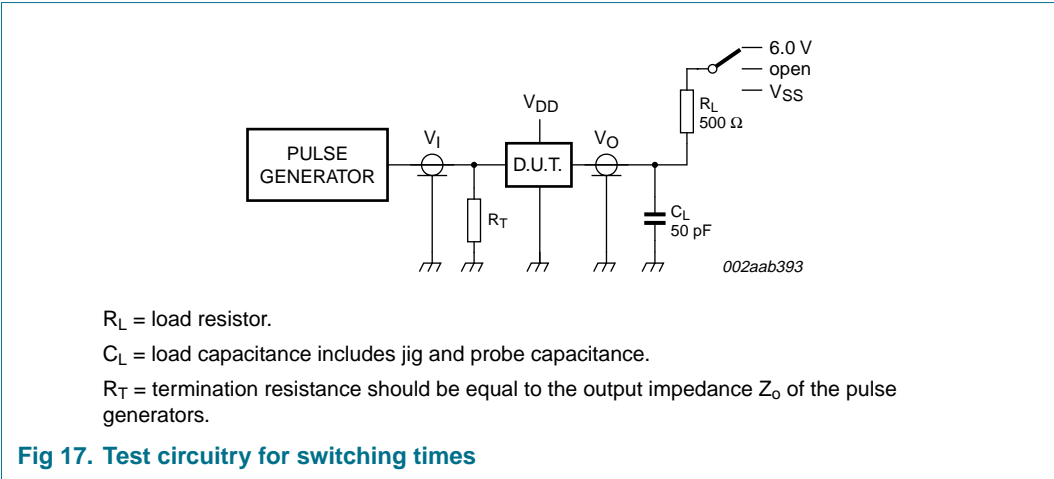 6.0 V
open
VSS
RL
500 Ω
VDD
VI
VO
PULSE
GENERATOR
D.U.T.
RT
CL
50 pF
002aab393
RL = load resistor.
CL = load capacitance includes jig and probe capacitance.
RT = termination resistance should be equal to the output impedance Zo of the pulse
generators.
Fig 17. Test circuitry for switching times